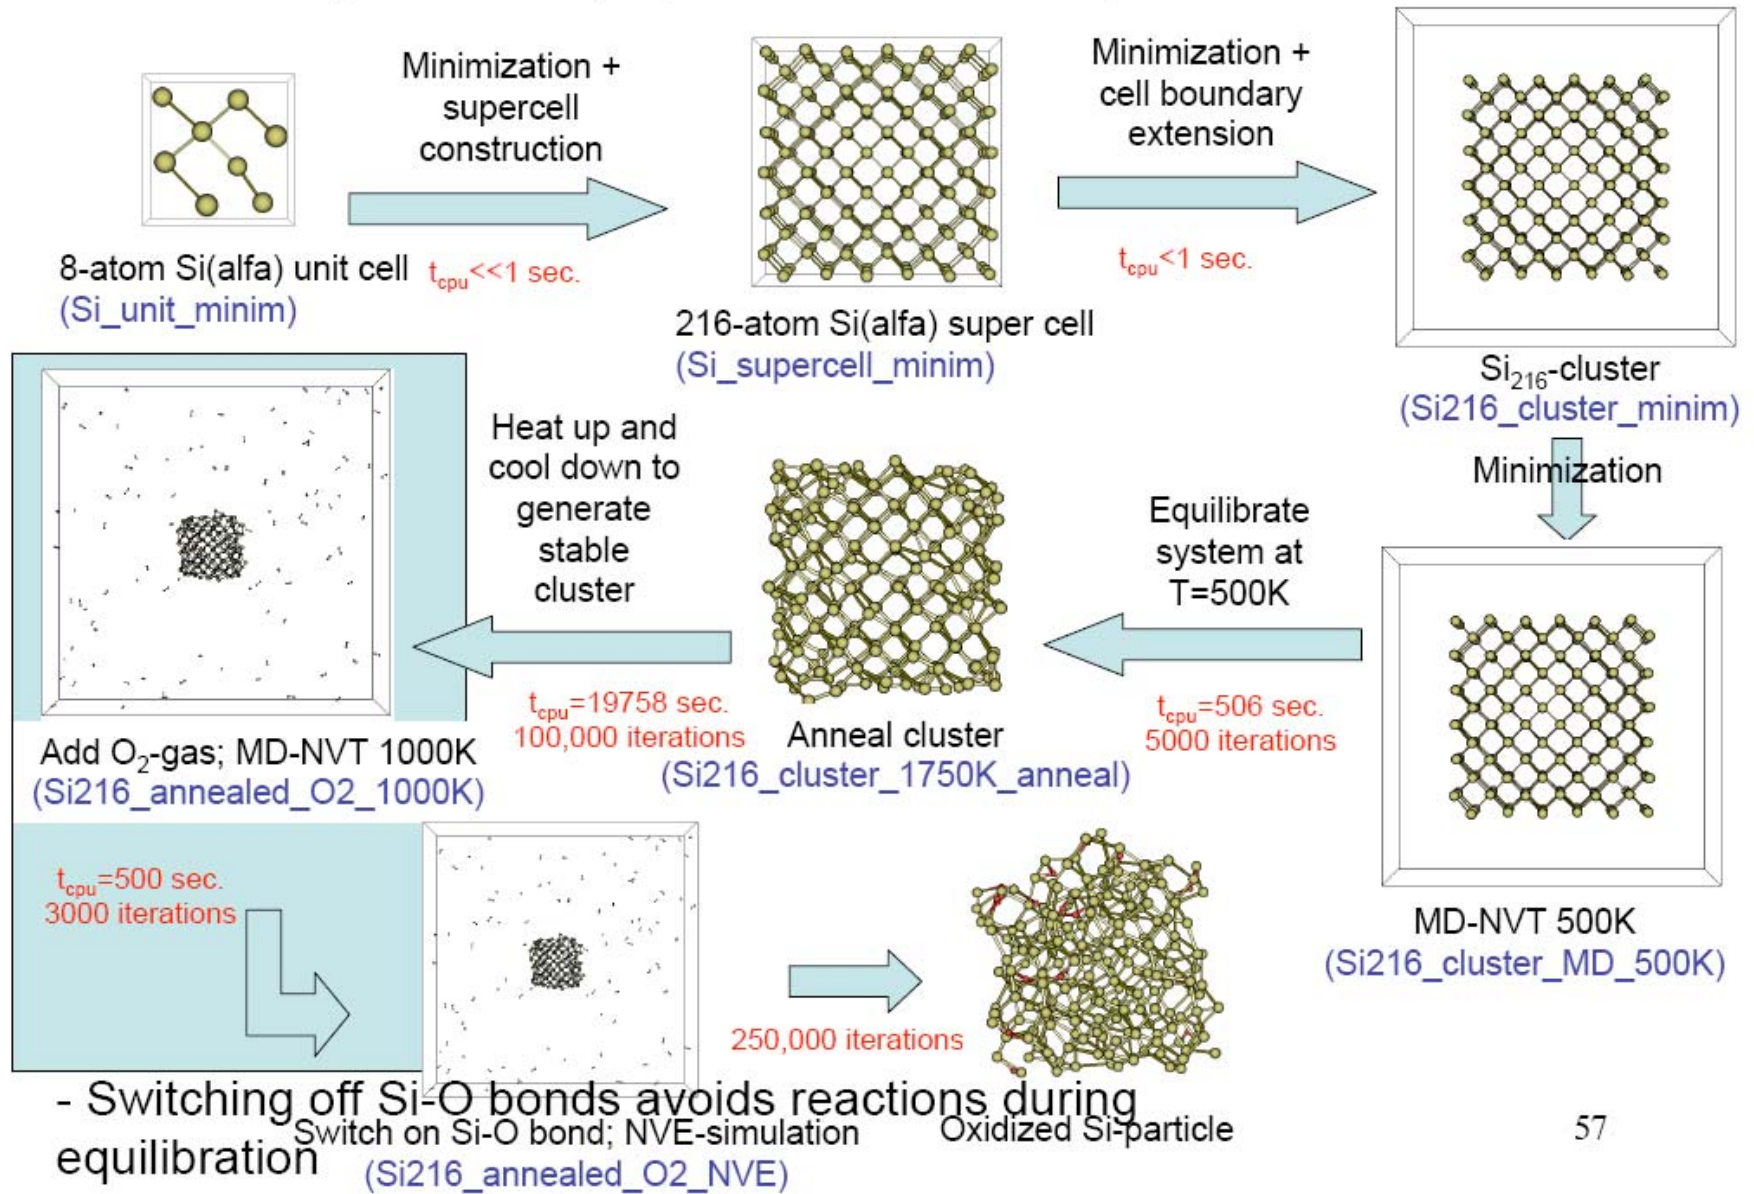 Minimization +
supercell
construction
t_cpu<<1 sec.
8-atom Si(alfa) unit cell
(Si_unit_minim)
216-atom Si(alfa) super cell
(Si_supercell_minim)
Minimization +
cell boundary
extension
t_cpu<1 sec.
Si₂₁₆-cluster
(Si216_cluster_minim)
Minimization
MD-NVT 500K
(Si216_cluster_MD_500K)
Equilibrate
system at
T=500K
t_cpu=506 sec.
5000 iterations
Anneal cluster
(Si216_cluster_1750K_anneal)
Heat up and
cool down to
generate
stable
cluster
t_cpu=19758 sec.
100,000 iterations
Add O₂-gas; MD-NVT 1000K
(Si216_annealed_O2_1000K)
t_cpu=500 sec.
3000 iterations
Switch on Si-O bond; NVE-simulation
(Si216_annealed_O2_NVE)
250,000 iterations
Oxidized Si-particle
- Switching off Si-O bonds avoids reactions during
equilibration
57